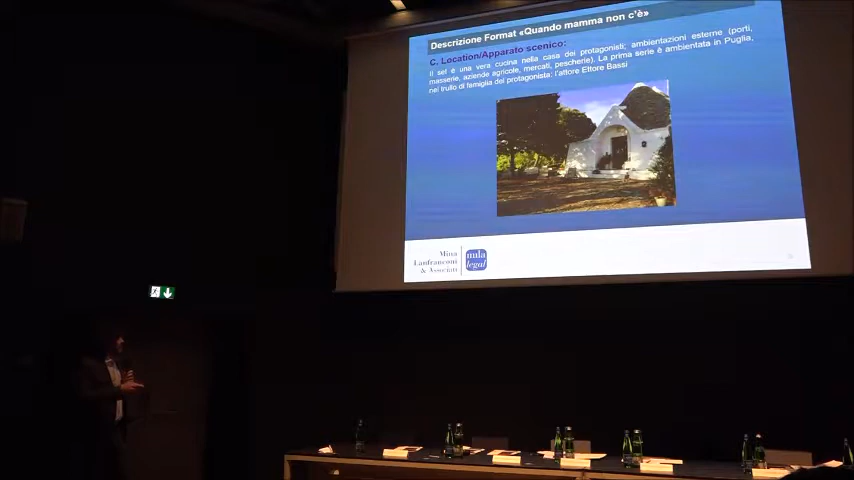 Descrizione Format «Quando mamma non c'è»
C. Location/Apparato scenico:
Il set è una vera cucina nella casa dei protagonisti; ambientazioni esterne (porti,
masserie, aziende agricole, mercati, pescherie). La prima serie è ambientata in Puglia,
nel trullo di famiglia del protagonista: l'attore Ettore Bassi
Mina
Lanfranconi
& Associati
mula
legal